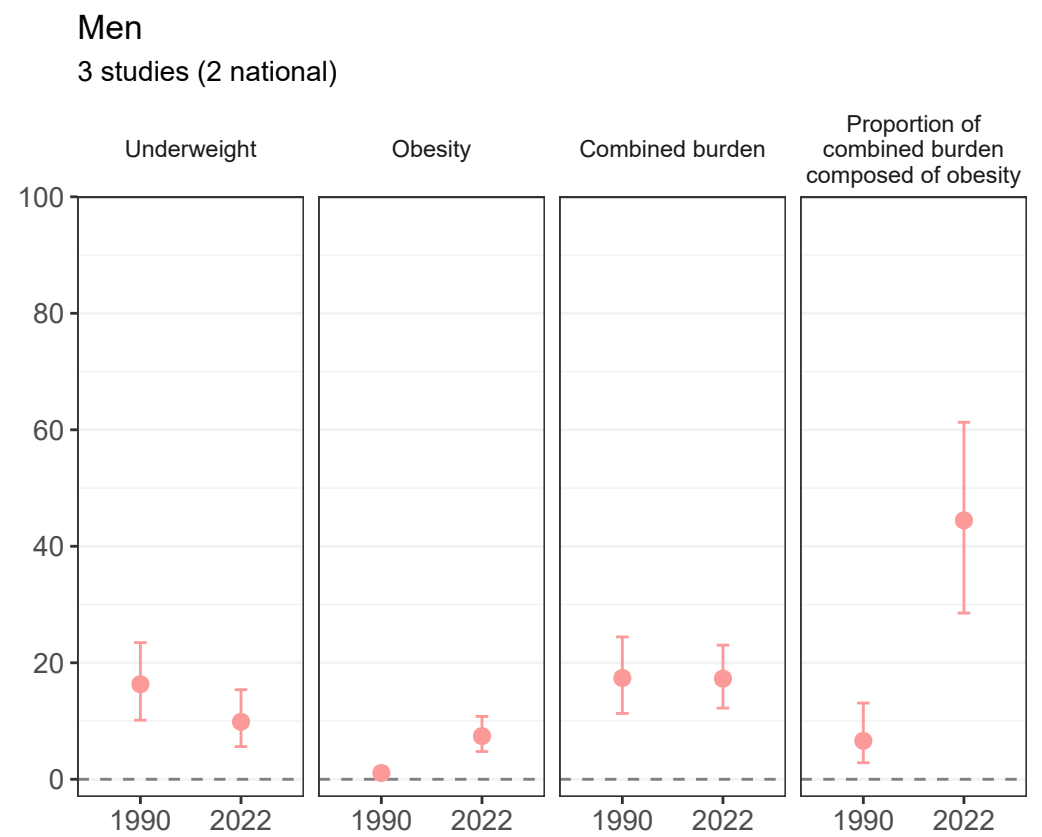 Men
3 studies (2 national)
Underweight
Obesity
Combined burden
Proportion of
combined burden
composed of obesity
100
80
60
40
20
0
1990 2022
1990 2022
1990 2022
1990 2022